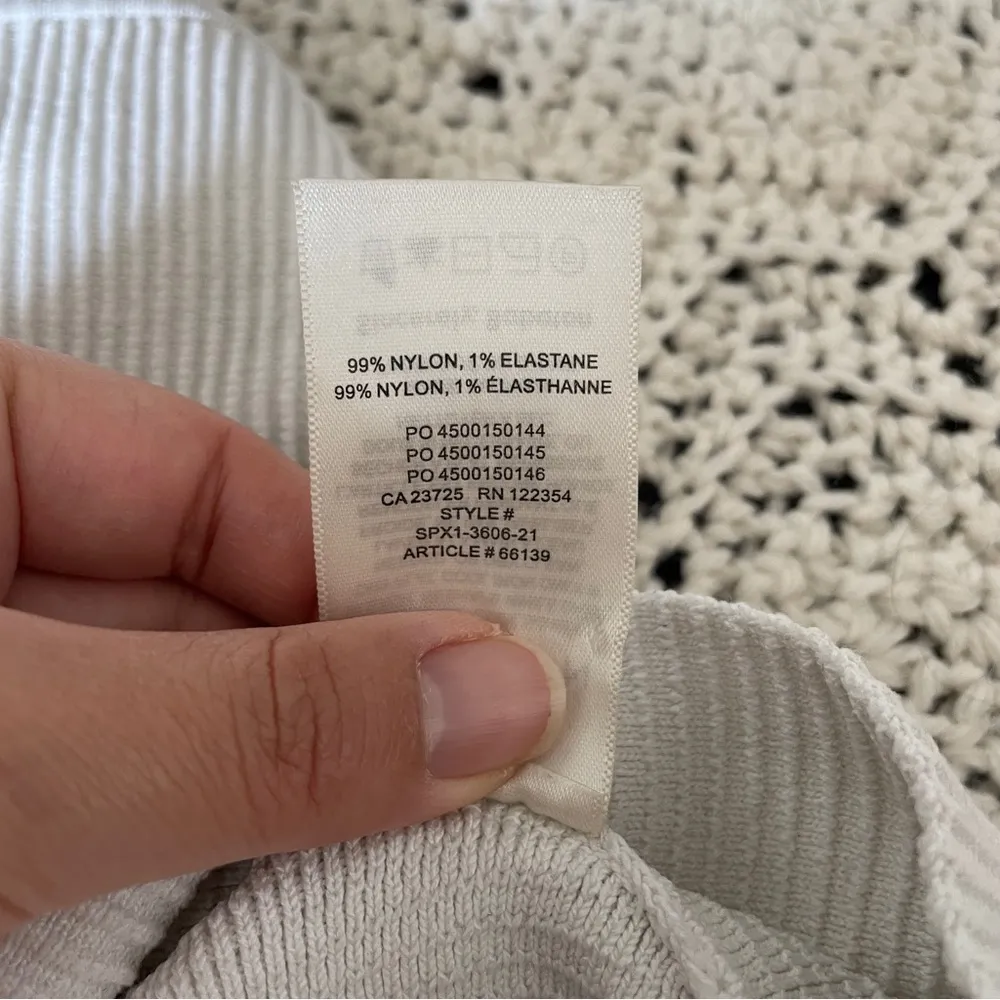 99% NYLON, 1% ELASTANE
99% NYLON, 1% ÉLASTHANNE
PO 4500150144
PO 4500150145
PO 4500150146
CA 23725 RN 122354
STYLE #
SPX1-3606-21
ARTICLE # 66139